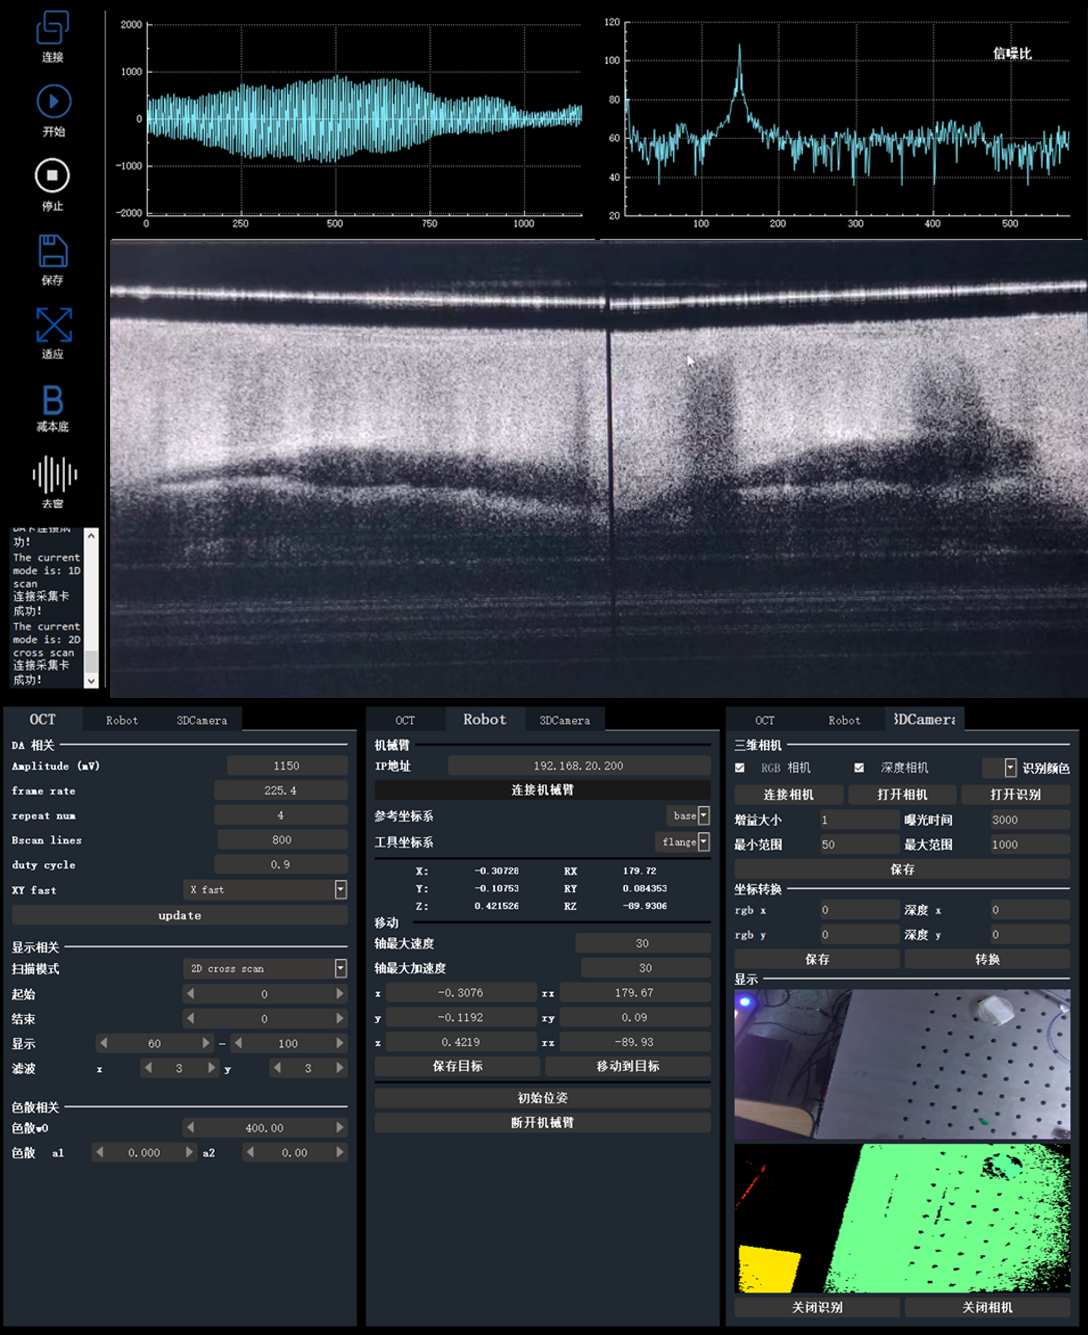 连接
开始
停止
保存
适应
B
减本底
去窗
DA卡连接成
功!
The current
mode is: 1D
scan
连接采集卡
成功!
The current
mode is: 2D
cross scan
连接采集卡
成功!
2000
1000
0
-1000
-2000
0 250 500 750 1000
信噪比
120
100
80
60
40
20
100 200 300 400 500
OCT Robot 3DCamera
DA 相关
Amplitude (mV) 1150
frame rate 225.4
repeat num 4
Bscan lines 800
duty cycle 0.9
XY fast X fast
update
显示相关
扫描模式 2D cross scan
起始 0
结束 0
显示 60 - 100
滤波 x 3 y 3
色散相关
色散w0 400.00
色散 a1 0.000 a2 0.00
OCT Robot 3DCamera
机械臂
IP地址 192.168.20.200
连接机械臂
参考坐标系 base
工具坐标系 flange
X: -0.30728 RX 179.72
Y: -0.10753 RY 0.084353
Z: 0.421526 RZ -89.9306
移动
轴最大速度 30
轴最大加速度 30
x -0.3076 rx 179.67
y -0.1192 ry 0.09
z 0.4219 rz -89.93
保存目标 移动到目标
初始位姿
断开机械臂
OCT Robot 3DCamera
三维相机
RGB 相机 深度相机 识别颜色
连接相机 打开相机 打开识别
增益大小 1 曝光时间 3000
最小范围 50 最大范围 1000
保存
坐标转换
rgb x 0 深度 x 0
rgb y 0 深度 y 0
保存 转换
显示
关闭识别 关闭相机